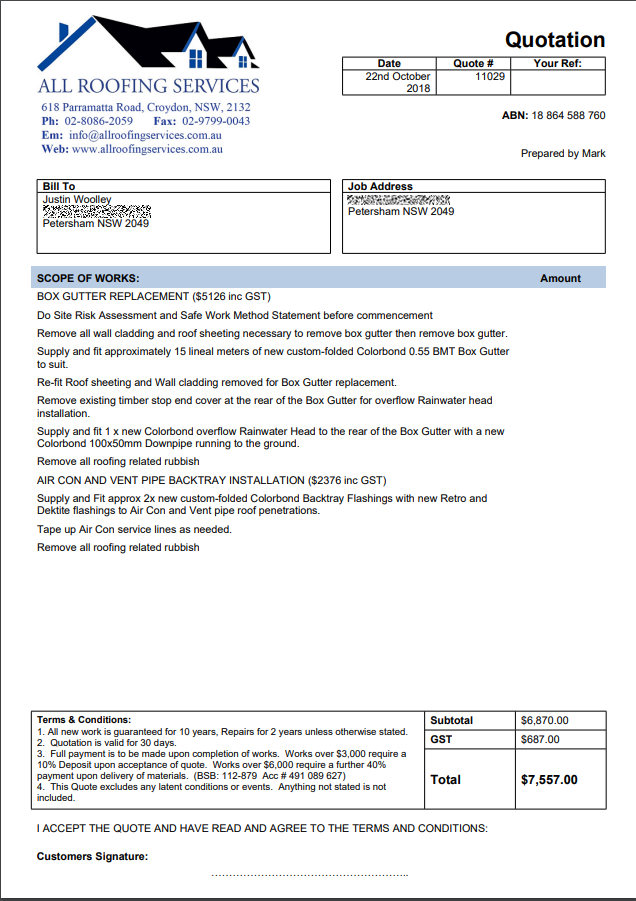 ALL ROOFING SERVICES
618 Parramatta Road, Croydon, NSW, 2132
Ph: 02-8086-2059 Fax: 02-9799-0043
Em: info@allroofingservices.com.au
Web: www.allroofingservices.com.au
Quotation
Date Quote # Your Ref:
22nd October 11029
2018
ABN: 18 864 588 760
Prepared by Mark
Bill To
Justin Woolley
Petersham NSW 2049
Job Address
Petersham NSW 2049
SCOPE OF WORKS: Amount
BOX GUTTER REPLACEMENT ($5126 inc GST)
Do Site Risk Assessment and Safe Work Method Statement before commencement
Remove all wall cladding and roof sheeting necessary to remove box gutter then remove box gutter.
Supply and fit approximately 15 lineal meters of new custom-folded Colorbond 0.55 BMT Box Gutter
to suit.
Re-fit Roof sheeting and Wall cladding removed for Box Gutter replacement.
Remove existing timber stop end cover at the rear of the Box Gutter for overflow Rainwater head
installation.
Supply and fit 1 x new Colorbond overflow Rainwater Head to the rear of the Box Gutter with a new
Colorbond 100x50mm Downpipe running to the ground.
Remove all roofing related rubbish
AIR CON AND VENT PIPE BACKTRAY INSTALLATION ($2376 inc GST)
Supply and Fit approx 2x new custom-folded Colorbond Backtray Flashings with new Retro and
Dektite flashings to Air Con and Vent pipe roof penetrations.
Tape up Air Con service lines as needed.
Remove all roofing related rubbish
Terms & Conditions:
1. All new work is guaranteed for 10 years, Repairs for 2 years unless otherwise stated.
2. Quotation is valid for 30 days.
3. Full payment is to be made upon completion of works. Works over $3,000 require a
10% Deposit upon acceptance of quote. Works over $6,000 require a further 40%
payment upon delivery of materials. (BSB: 112-879 Acc # 491 089 627)
4. This Quote excludes any latent conditions or events. Anything not stated is not
included.
Subtotal $6,870.00
GST $687.00
Total $7,557.00
I ACCEPT THE QUOTE AND HAVE READ AND AGREE TO THE TERMS AND CONDITIONS:
Customers Signature: